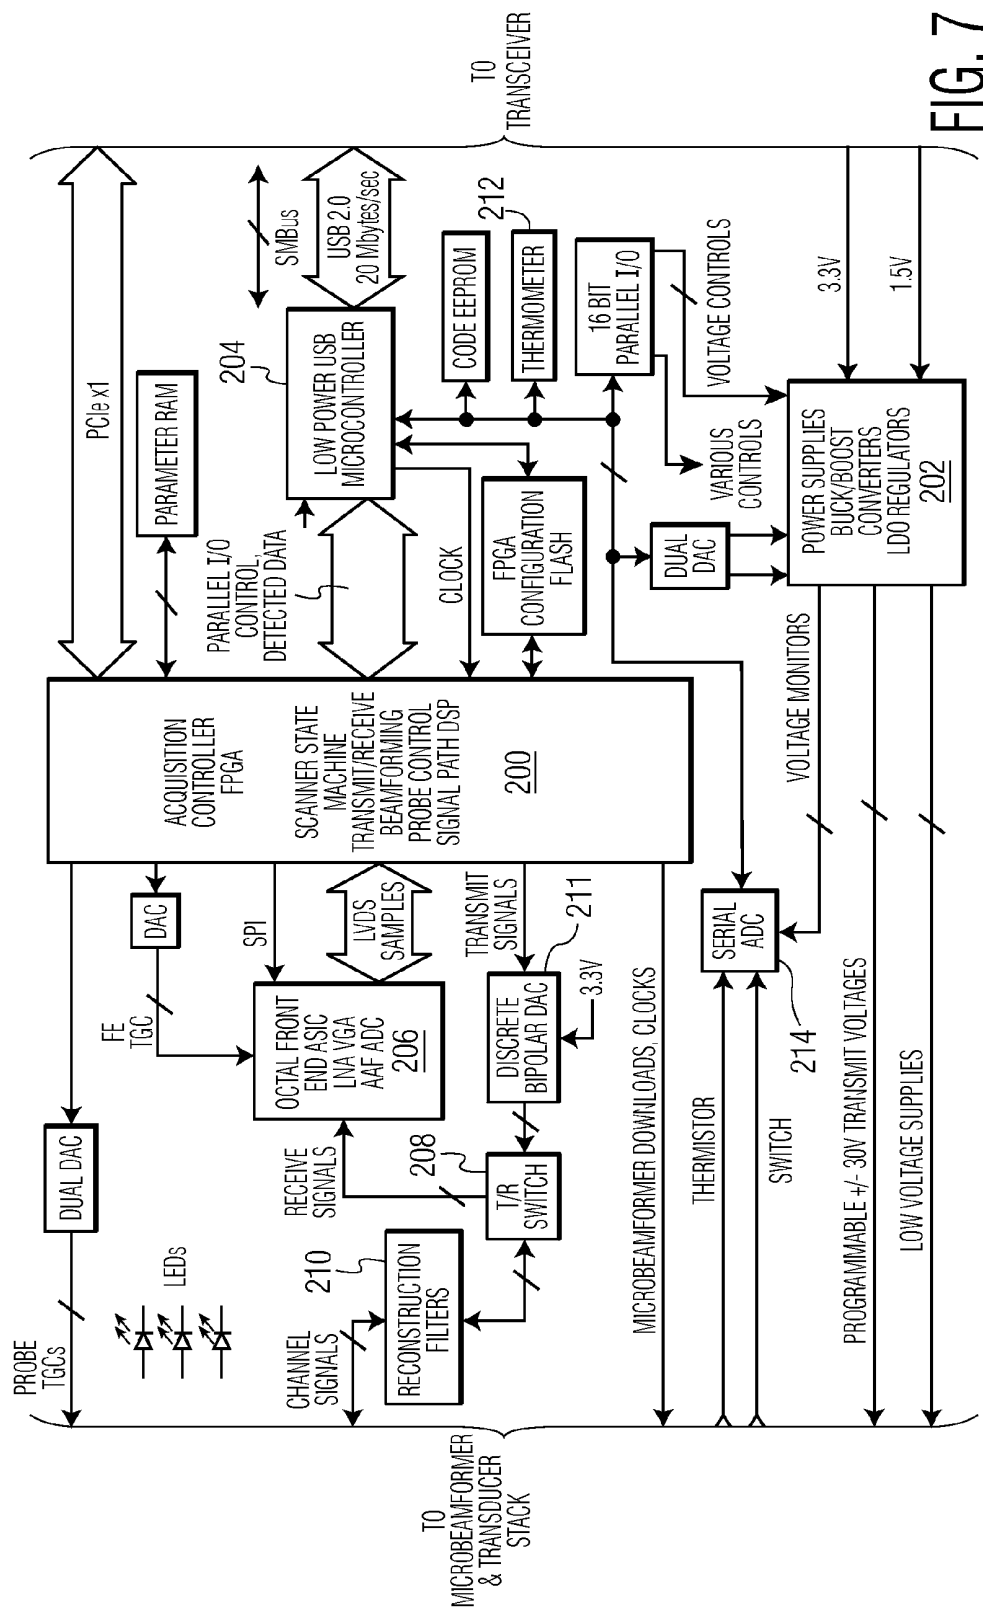 TO
MICROBEAMFORMER
& TRANSDUCER
STACK
PROBE
TGCs
DUAL DAC
LEDs
FE
TGC
DAC
CHANNEL
SIGNALS
210
RECONSTRUCTION
FILTERS
RECEIVE
SIGNALS
208
T/R
SWITCH
OCTAL FRONT
END ASIC
LNA VGA
AAF ADC
206
SPI
LVDS
SAMPLES
TRANSMIT
SIGNALS
211
DISCRETE
BIPOLAR DAC
3.3V
MICROBEAMFORMER DOWNLOADS, CLOCKS
THERMISTOR
SWITCH
214
SERIAL
ADC
PROGRAMMABLE +/- 30V TRANSMIT VOLTAGES
LOW VOLTAGE SUPPLIES
VOLTAGE MONITORS
ACQUISITION
CONTROLLER
FPGA
SCANNER STATE
MACHINE
TRANSMIT/RECEIVE
BEAMFORMING
PROBE CONTROL
SIGNAL PATH DSP
200
PCIe x1
PARAMETER RAM
PARALLEL I/O
CONTROL,
DETECTED DATA
204
LOW POWER USB
MICROCONTROLLER
SMBus
USB 2.0
20 Mbytes/sec
CLOCK
FPGA
CONFIGURATION
FLASH
CODE EEPROM
THERMOMETER
212
16 BIT
PARALLEL I/O
DUAL
DAC
VARIOUS
CONTROLS
VOLTAGE CONTROLS
POWER SUPPLIES
BUCK/BOOST
CONVERTERS
LDO REGULATORS
202
3.3V
1.5V
TO
TRANSCEIVER
FIG. 7